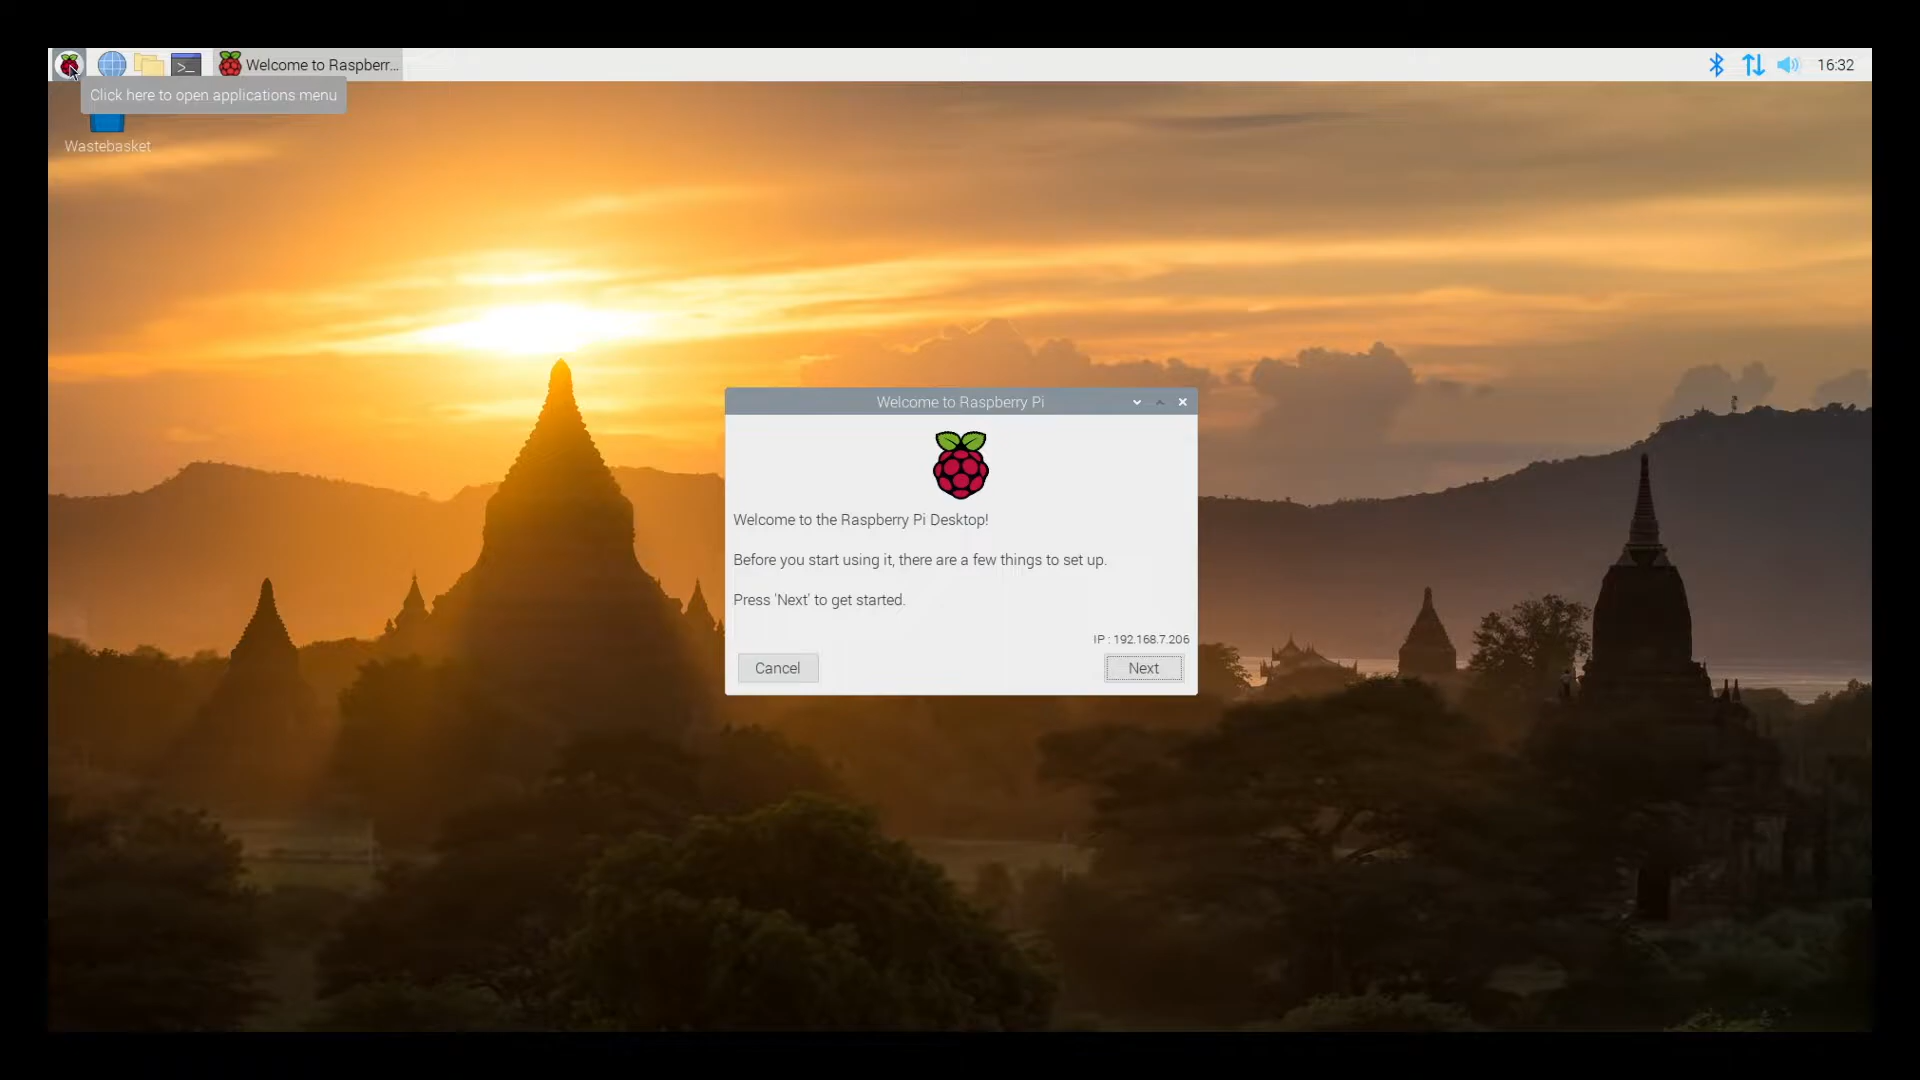 Welcome to Raspberr...
16:32
Click here to open applications menu
Wastebasket
Welcome to Raspberry Pi
Welcome to the Raspberry Pi Desktop!
Before you start using it, there are a few things to set up.
Press 'Next' to get started.
IP : 192.168.7.206
Cancel
Next